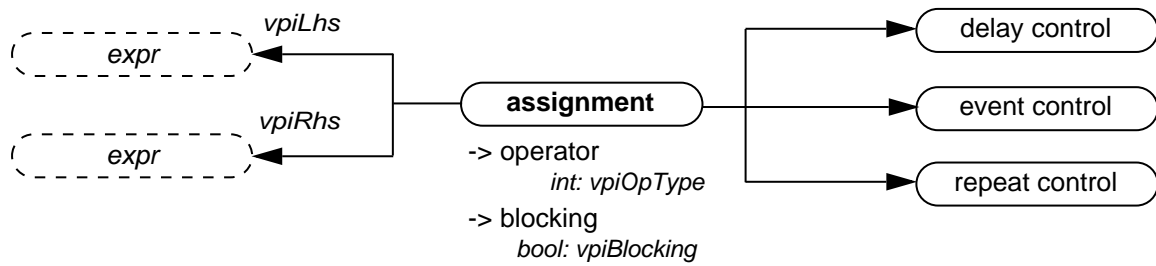 vpiLhs
expr
vpiRhs
expr
assignment
-> operator
int: vpiOpType
-> blocking
bool: vpiBlocking
delay control
event control
repeat control